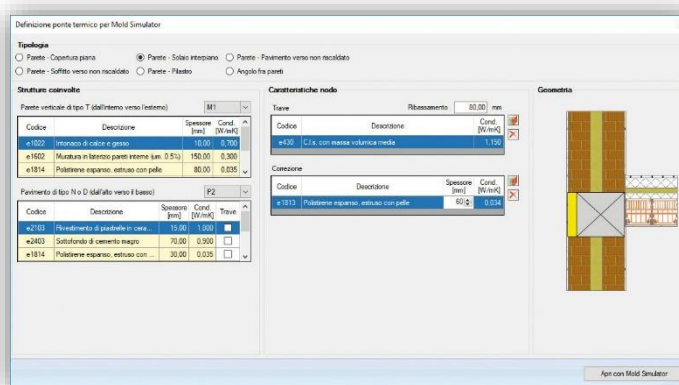 Definizione ponte termico per Mold Simulator
Tipologia
Parete - Copertura piana
Parete - Solaio interpiano
Parete - Pavimento verso non riscaldato
Parete - Soffitto verso non riscaldato
Parete - Pilastro
Angolo fra pareti
Strutture coinvolte
Parete verticale di tipo T (dall'interno verso l'esterno)
M1
Codice Descrizione Spessore [mm] Cond. [W/mK]
e1022 Intonaco di calce e gesso 10,00 0,700
e1602 Muratura in laterizio pareti interne (um. 0.5%) 150,00 0,300
e1814 Polistirene espanso, estruso con pelle 80,00 0,035
Pavimento di tipo N o D (dall'alto verso il basso)
P2
Codice Descrizione Spessore [mm] Cond. [W/mK] Trave
e2103 Rivestimento di piastrelle in cera... 15,00 1,000
e2403 Sottofondo di cemento magro 70,00 0,900
e1814 Polistirene espanso, estruso con ... 30,00 0,035
Caratteristiche nodo
Trave
Ribassamento 80,00 mm
Codice Descrizione Cond. [W/mK]
e430 C.l.s. con massa volumica media 1,150
Correzione
Codice Descrizione Spessore [mm] Cond. [W/mK]
e1813 Polistirene espanso, estruso con pelle 60 0,034
Geometria
Apri con Mold Simulator